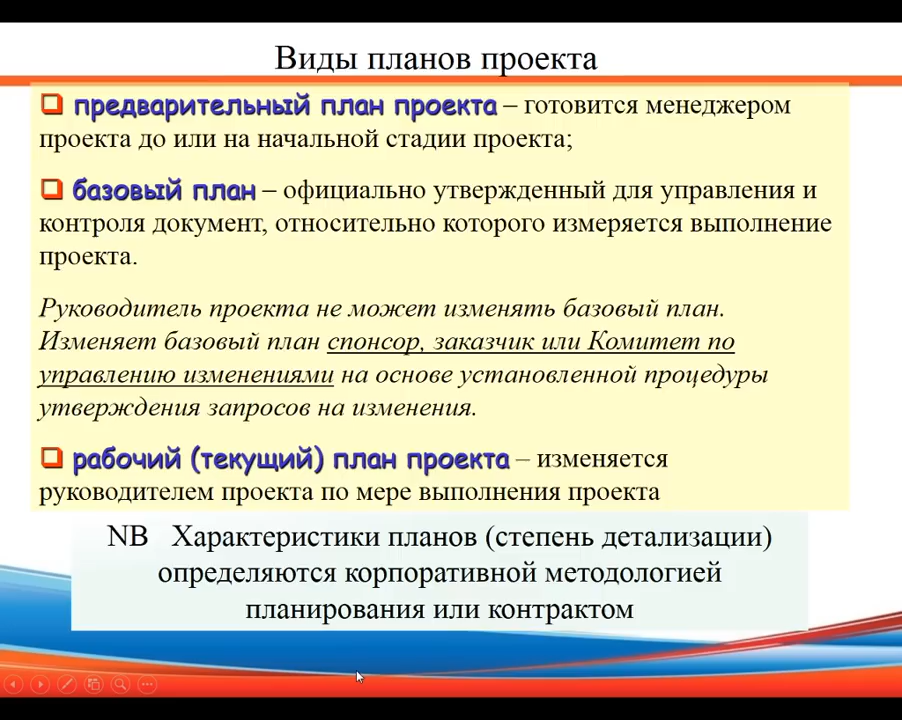 Виды планов проекта
предварительный план проекта – готовится менеджером
проекта до или на начальной стадии проекта;
базовый план – официально утвержденный для управления и
контроля документ, относительно которого измеряется выполнение
проекта.
Руководитель проекта не может изменять базовый план.
Изменяет базовый план спонсор, заказчик или Комитет по
управлению изменениями на основе установленной процедуры
утверждения запросов на изменения.
рабочий (текущий) план проекта – изменяется
руководителем проекта по мере выполнения проекта
NB Характеристики планов (степень детализации)
определяются корпоративной методологией
планирования или контрактом